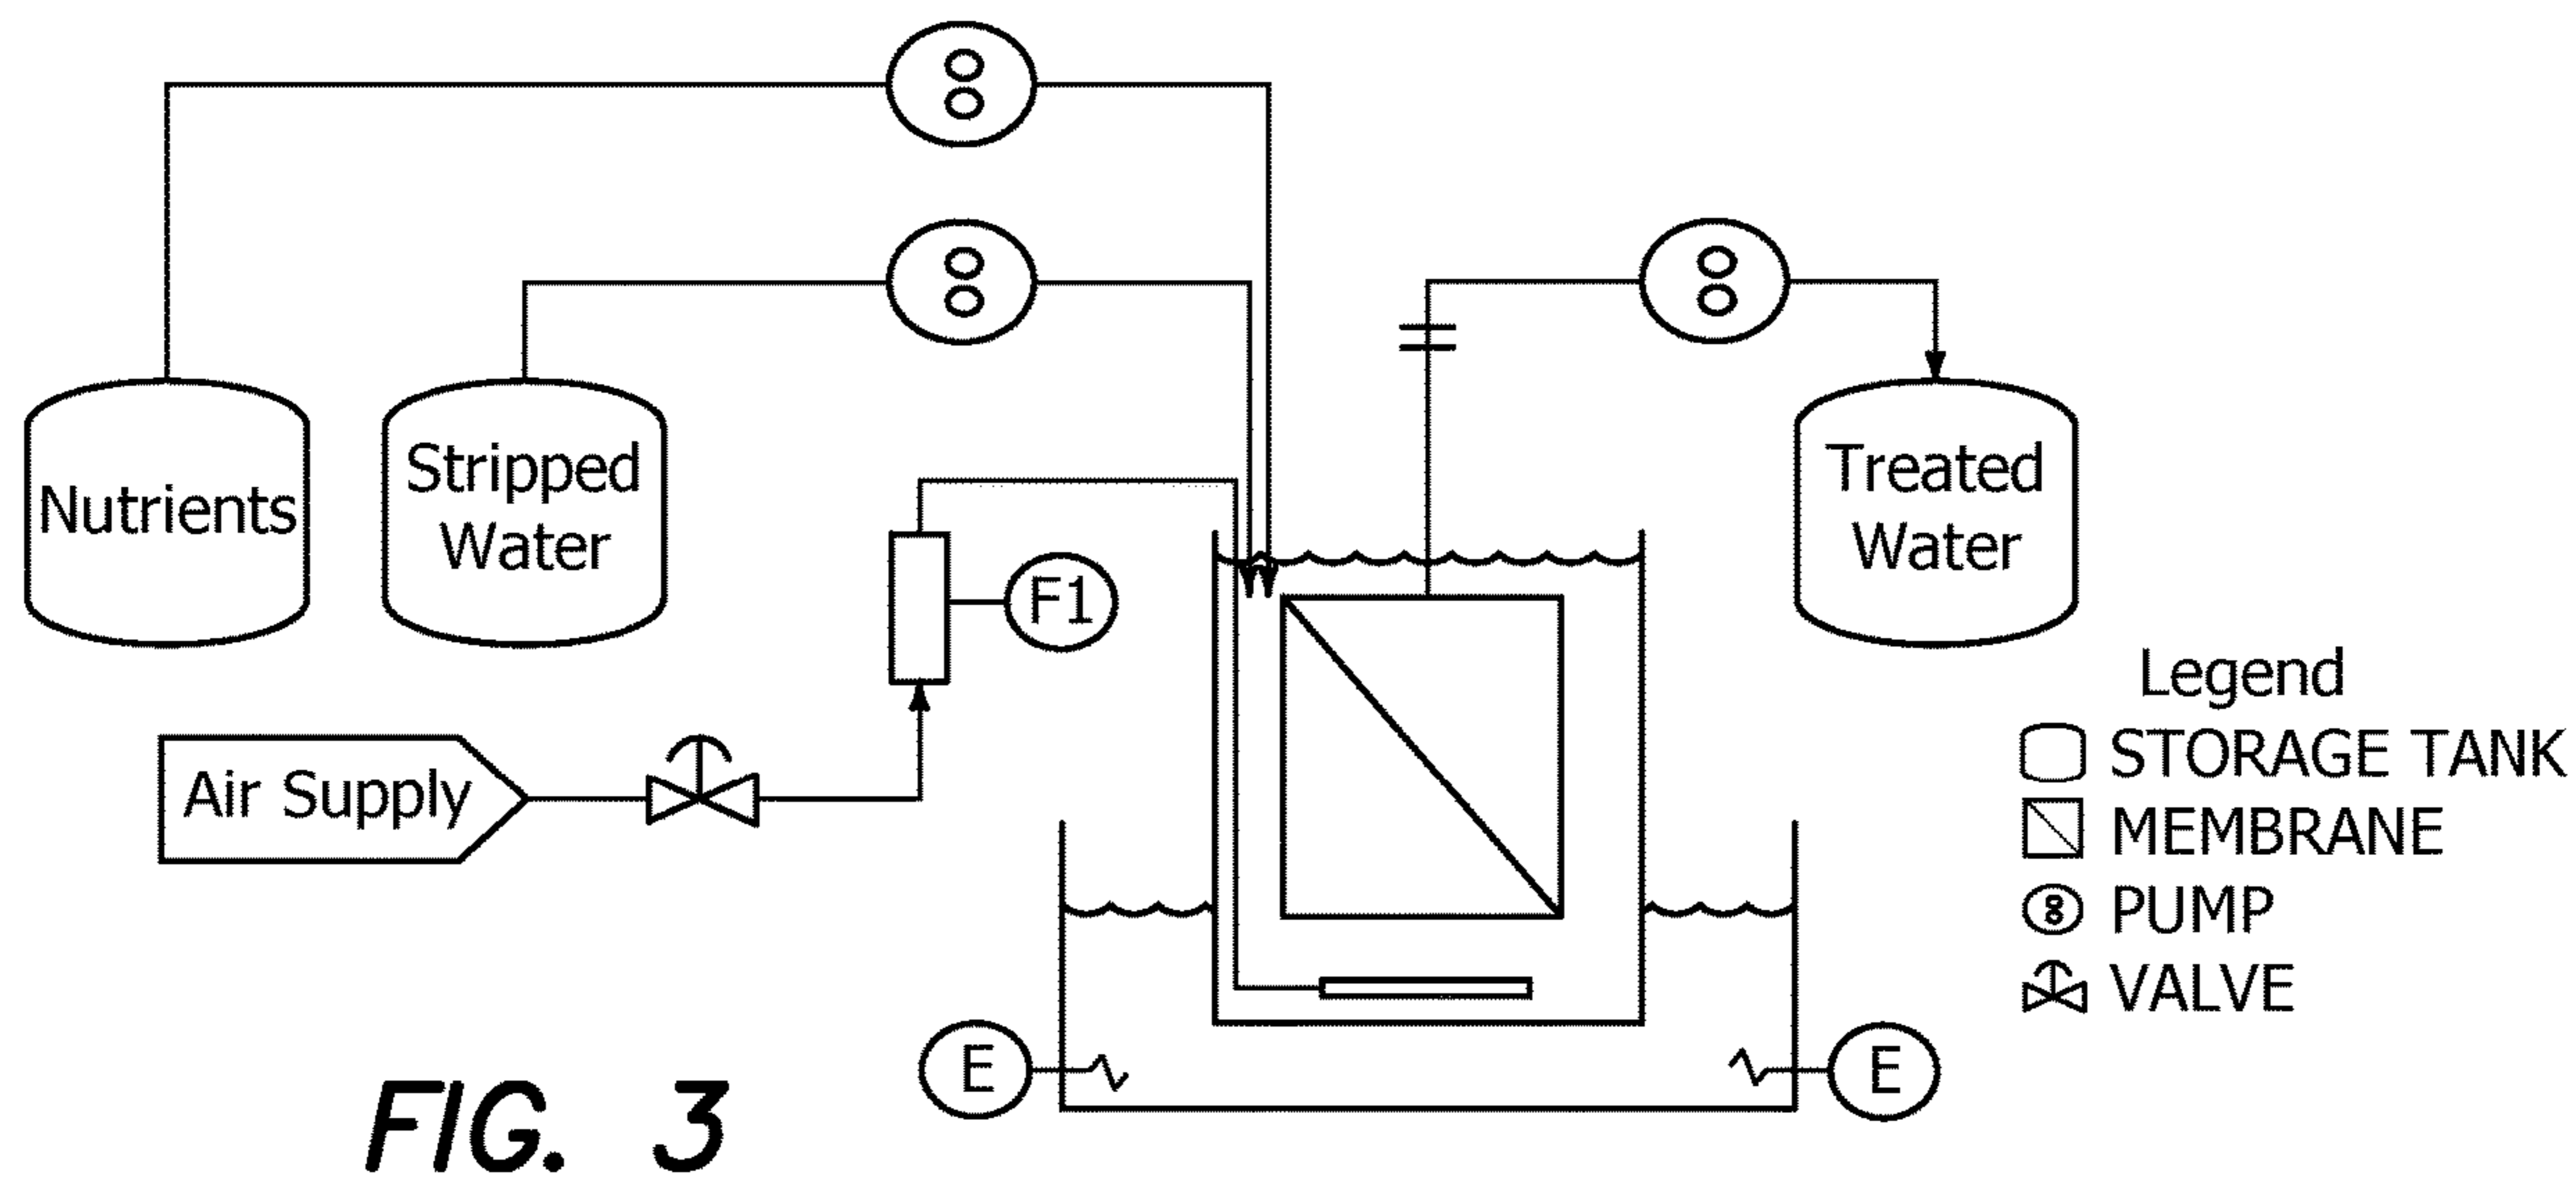 Nutrients
Stripped
Water
F1
Air Supply
Treated
Water
Legend
STORAGE TANK
MEMBRANE
PUMP
VALVE
E
E
FIG. 3